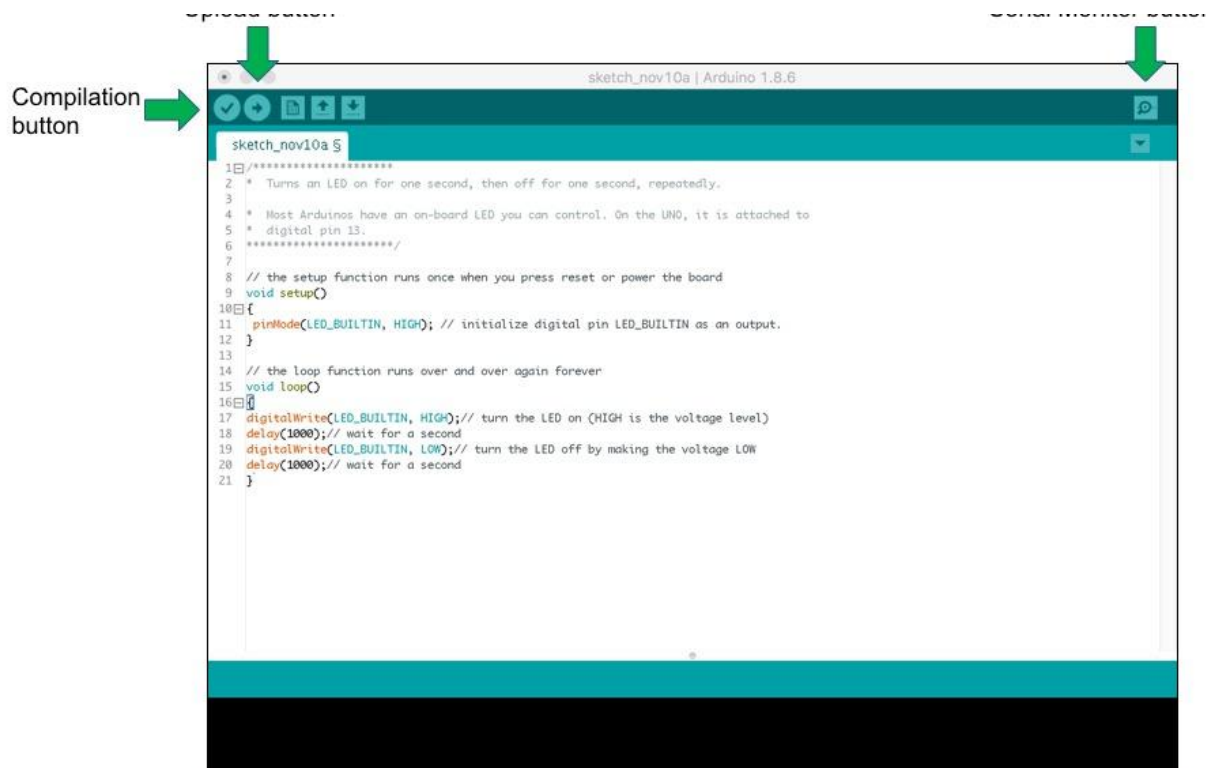 Upload button
Serial Monitor button
Compilation
button
sketch_nov10a | Arduino 1.8.6
sketch_nov10a §
1 /*********************
2 * Turns an LED on for one second, then off for one second, repeatedly.
3
4 * Most Arduinos have an on-board LED you can control. On the UNO, it is attached to
5 * digital pin 13.
6 **********************/
7
8 // the setup function runs once when you press reset or power the board
9 void setup()
10 {
11 pinMode(LED_BUILTIN, HIGH); // initialize digital pin LED_BUILTIN as an output.
12 }
13
14 // the loop function runs over and over again forever
15 void loop()
16 {
17 digitalWrite(LED_BUILTIN, HIGH);// turn the LED on (HIGH is the voltage level)
18 delay(1000);// wait for a second
19 digitalWrite(LED_BUILTIN, LOW);// turn the LED off by making the voltage LOW
20 delay(1000);// wait for a second
21 }